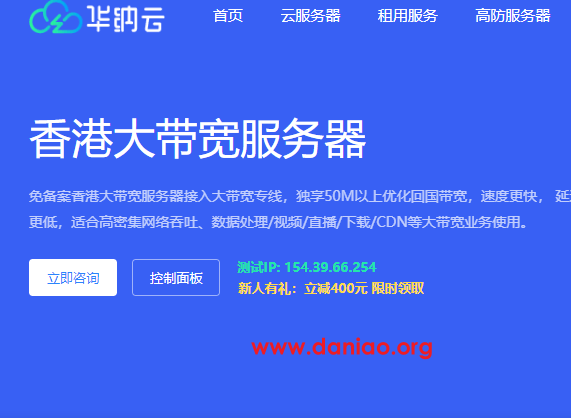 华纳云 首页 云服务器 租用服务 高防服务器
香港大带宽服务器
免备案香港大带宽服务器接入大带宽专线，独享50M以上优化回国带宽，速度更快， 延
更低，适合高密集网络吞吐、数据处理/视频/直播/下载/CDN等大带宽业务使用。
立即咨询 控制面板 测试IP: 154.39.66.254
新人有礼：立减400元 限时领取
www.daniao.org